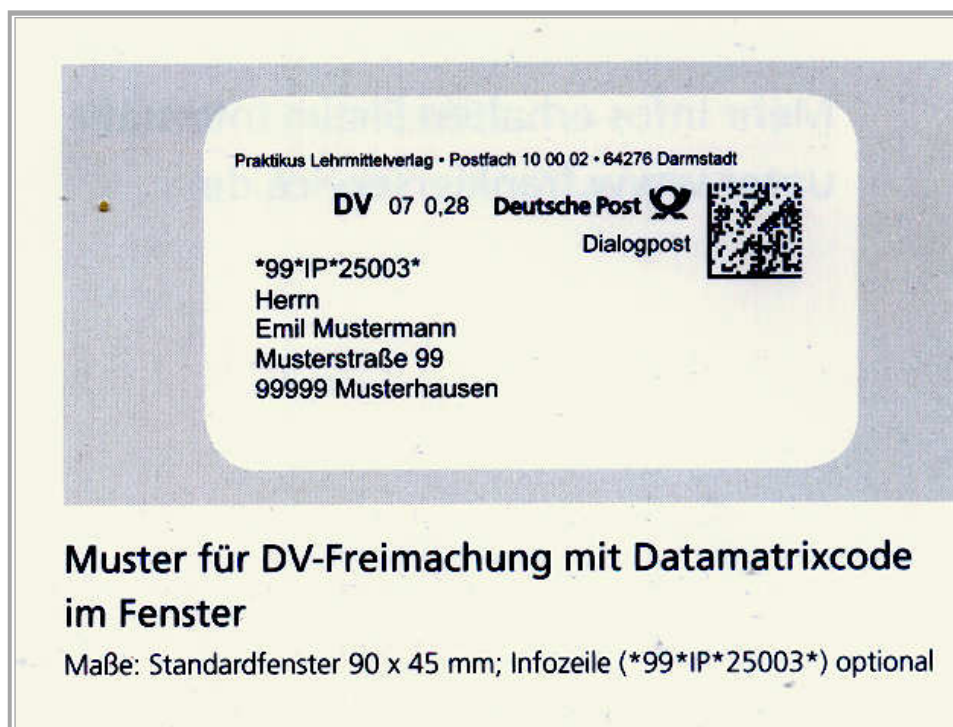 Praktikus Lehrmittelverlag • Postfach 10 00 02 • 64276 Darmstadt
DV 07 0,28 Deutsche Post
Dialogpost
*99*IP*25003*
Herrn
Emil Mustermann
Musterstraße 99
99999 Musterhausen
Muster für DV-Freimachung mit Datamatrixcode
im Fenster
Maße: Standardfenster 90 x 45 mm; Infozeile (*99*IP*25003*) optional